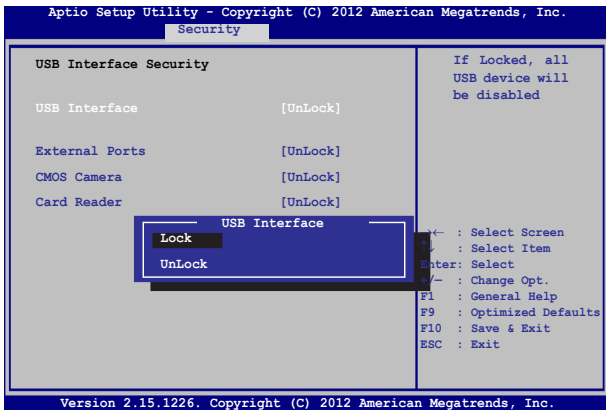 Aptio Setup Utility - Copyright (C) 2012 American Megatrends, Inc.
Security
USB Interface Security
USB Interface [UnLock]
External Ports [UnLock]
CMOS Camera [UnLock]
Card Reader [UnLock]
USB Interface
Lock
UnLock
If Locked, all
USB device will
be disabled
→← : Select Screen
↑↓ : Select Item
Enter: Select
+/— : Change Opt.
F1 : General Help
F9 : Optimized Defaults
F10 : Save & Exit
ESC : Exit
Version 2.15.1226. Copyright (C) 2012 American Megatrends, Inc.